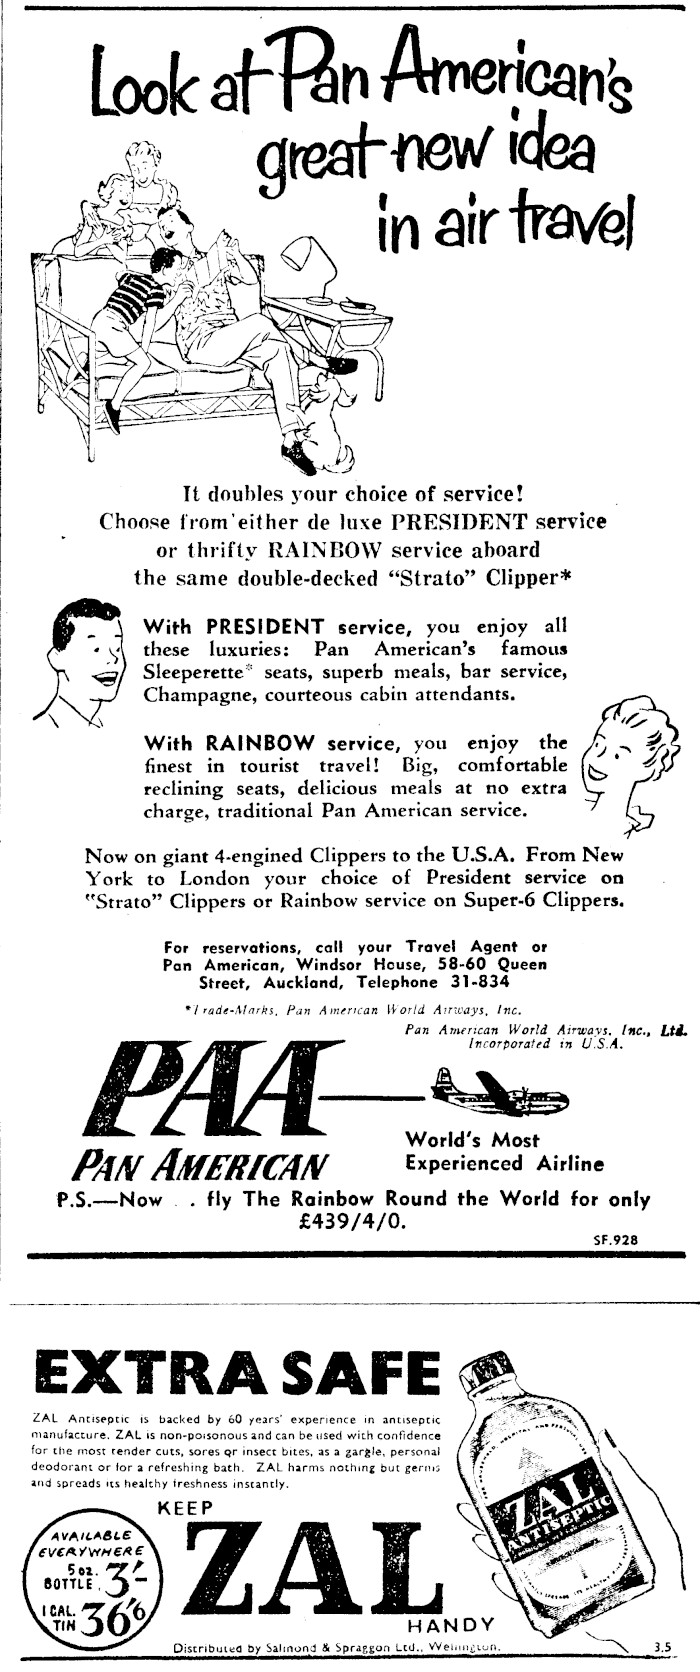 Look at Pan American's
great new idea
in air travel
It doubles your choice of service!
Choose from either de luxe PRESIDENT service
or thrifty RAINBOW service aboard
the same double-decked "Strato" Clipper*
With PRESIDENT service, you enjoy all
these luxuries: Pan American's famous
Sleeperette* seats, superb meals, bar service,
Champagne, courteous cabin attendants.
With RAINBOW service, you enjoy the
finest in tourist travel! Big, comfortable
reclining seats, delicious meals at no extra
charge, traditional Pan American service.
Now on giant 4-engined Clippers to the U.S.A. From New
York to London your choice of President service on
"Strato" Clippers or Rainbow service on Super-6 Clippers.
For reservations, call your Travel Agent or
Pan American, Windsor House, 58-60 Queen
Street, Auckland, Telephone 31-834
*Trade-Marks, Pan American World Airways, Inc.
Pan American World Airways, Inc., Ltd.
Incorporated in U.S.A.
PAA
PAN AMERICAN
World's Most
Experienced Airline
P.S.—Now . . fly The Rainbow Round the World for only
£439/4/0.
SF.928
EXTRA SAFE
ZAL Antiseptic is backed by 60 years' experience in antiseptic
manufacture. ZAL is non-poisonous and can be used with confidence
for the most tender cuts, sores or insect bites, as a gargle, personal
deodorant or for a refreshing bath. ZAL harms nothing but germs
and spreads its healthy freshness instantly.
KEEP
ZAL
HANDY
AVAILABLE
EVERYWHERE
5 oz.
BOTTLE 3/-
1 GAL.
TIN 36/6
ZAL
ANTISEPTIC
Distributed by Salmond & Spraggon Ltd., Wellington.
3.5